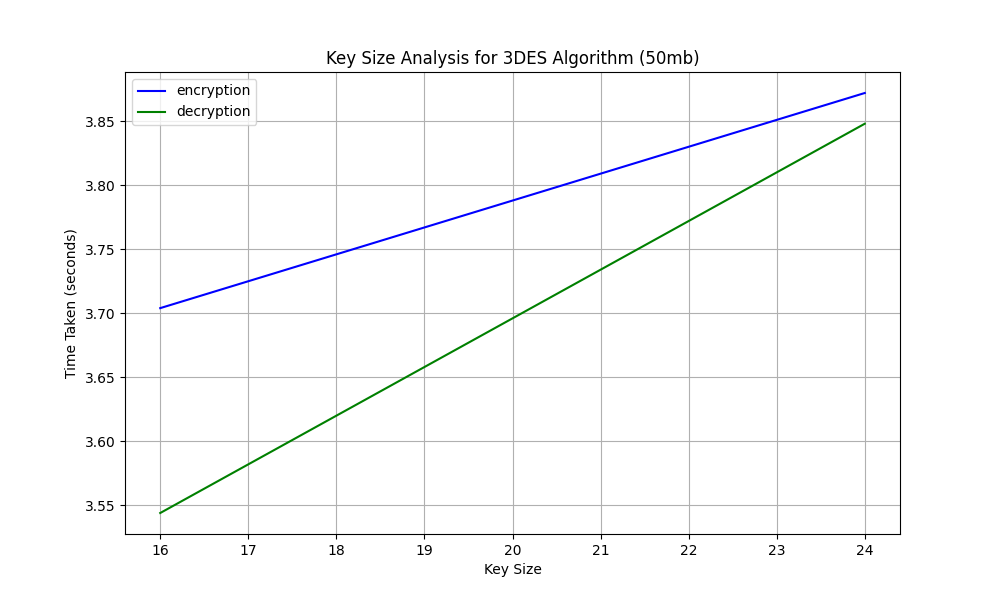 Key Size Analysis for 3DES Algorithm (50mb)
encryption
decryption
Time Taken (seconds)
3.85
3.80
3.75
3.70
3.65
3.60
3.55
16 17 18 19 20 21 22 23 24
Key Size